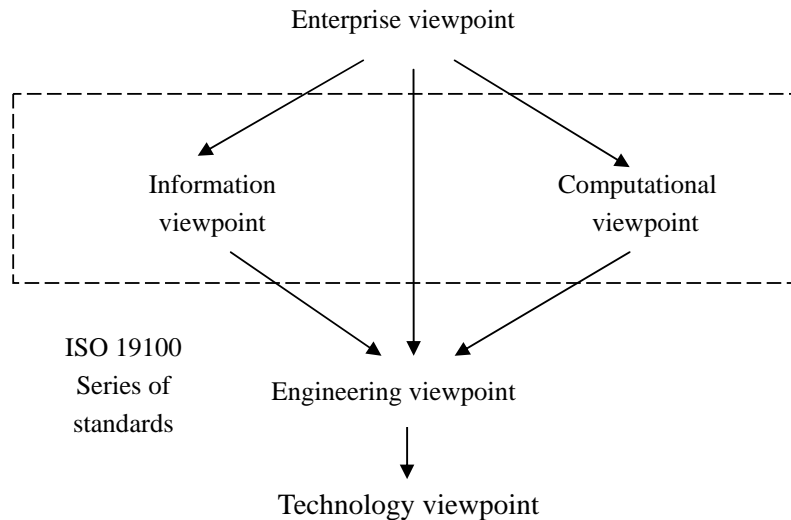 Enterprise viewpoint
Information
viewpoint
Computational
viewpoint
ISO 19100
Series of
standards
Engineering viewpoint
Technology viewpoint